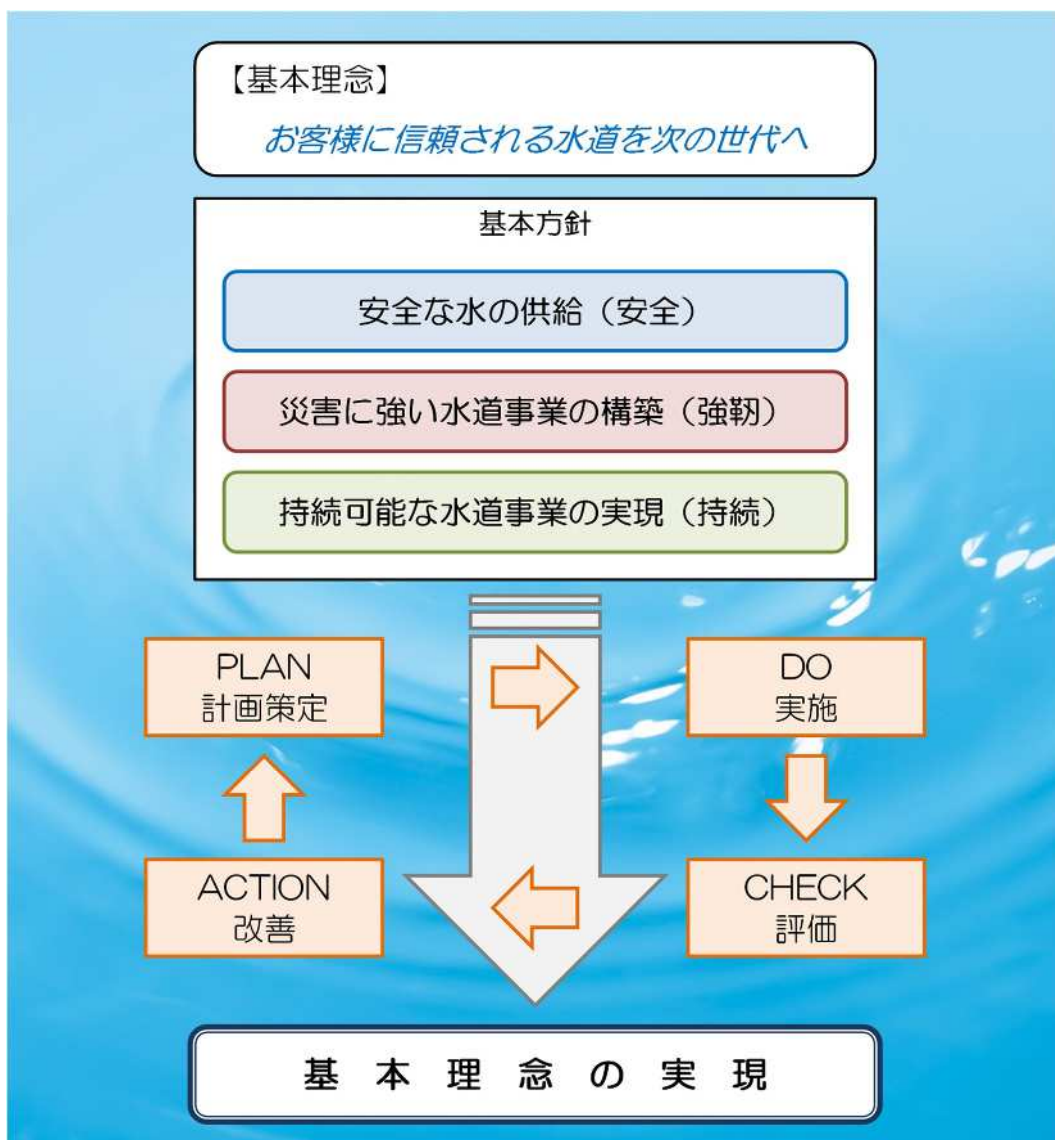 【基本理念】
お客様に信頼される水道を次の世代へ
基本方針
安全な水の供給（安全）
災害に強い水道事業の構築（強靭）
持続可能な水道事業の実現（持続）
PLAN
計画策定
DO
実施
ACTION
改善
CHECK
評価
基本理念の実現